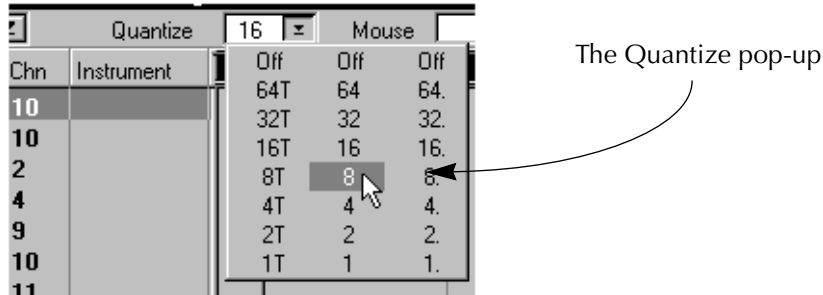 Quantize 16 Mouse
Chn Instrument
10
10
2
4
9
10
11
Off Off Off
64T 64 64.
32T 32 32.
16T 16 16.
8T 8 8.
4T 4 4.
2T 2 2.
1T 1 1.
The Quantize pop-up